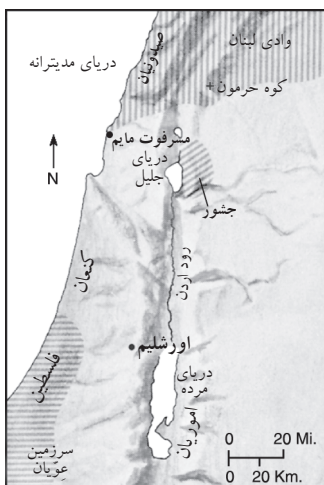 وادی لبنان
صیدونیان
دریای مدیترانه
کوه حرمون+
مسرفوت مایم
دریای
جلیل
N
جشور
کنعان
رود اردن
اورشلیم
فلسطین
دریای
مرده
اموریان
سرزمین
عِوّیان
0 20 Mi.
0 20 Km.